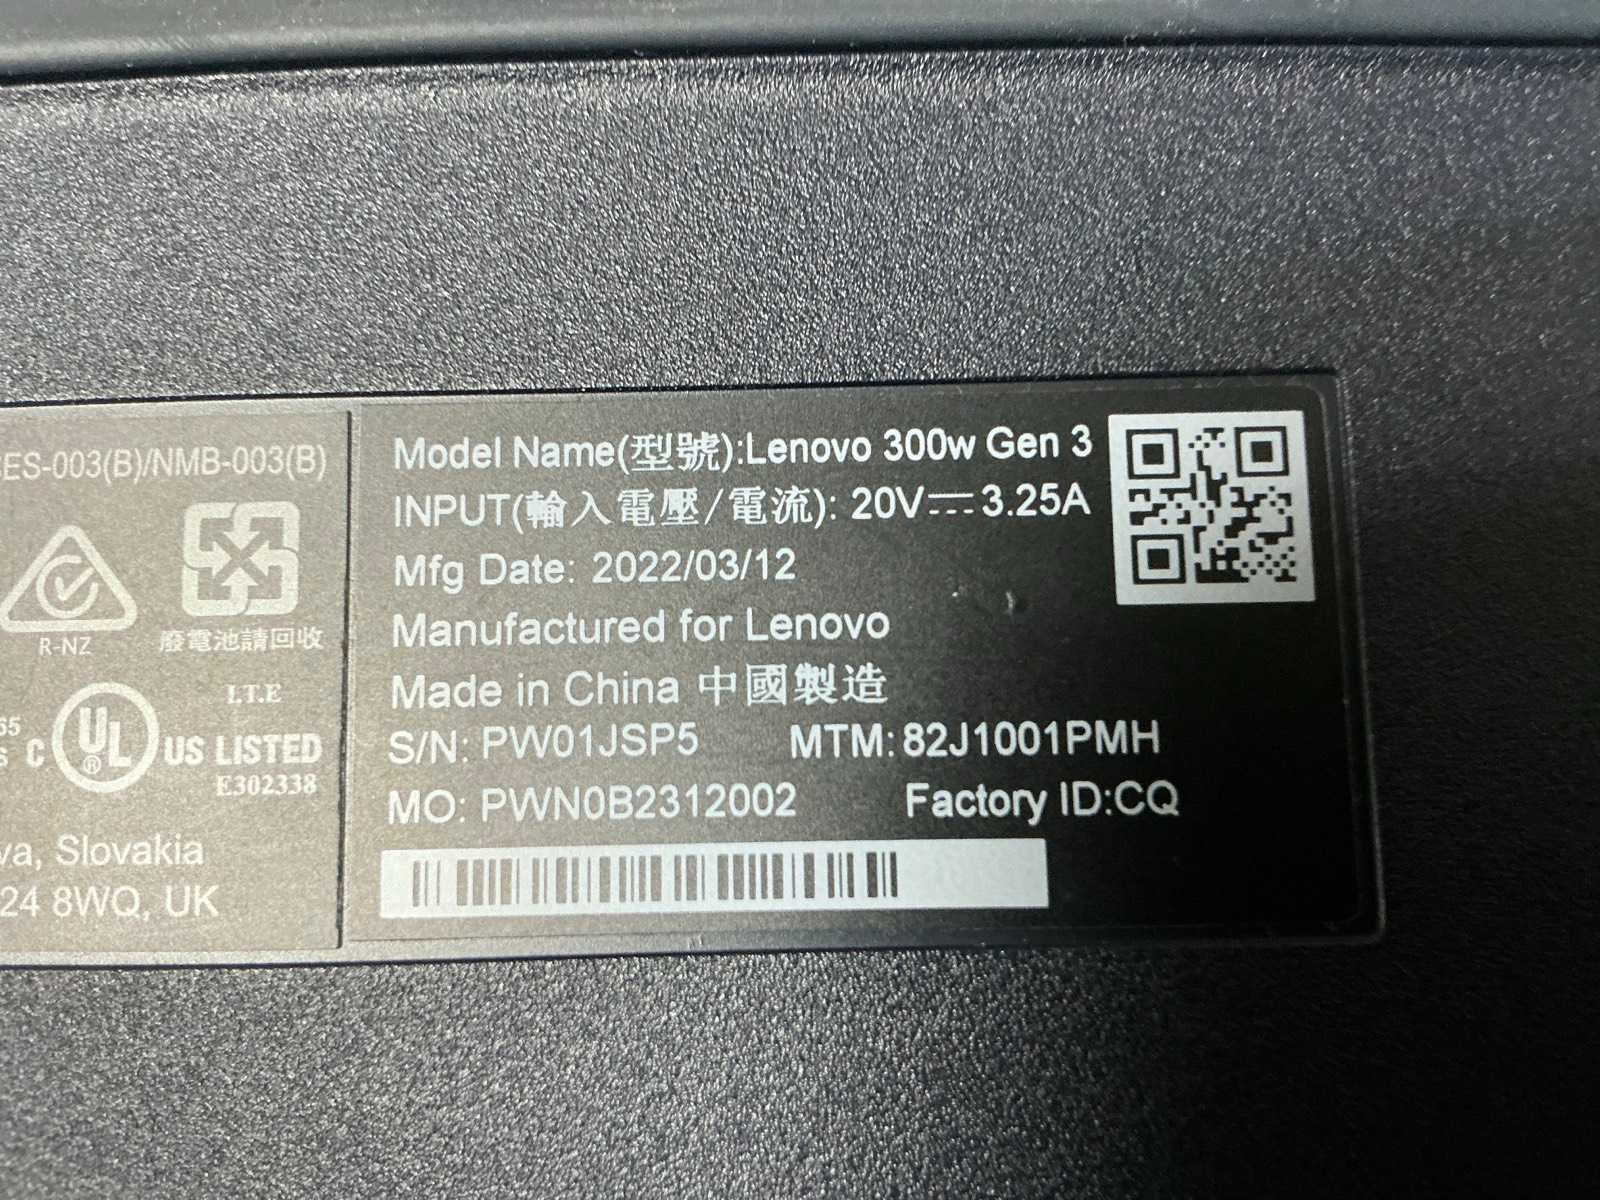 ES-003(B)/NMB-003(B)
R-NZ
廢電池請回收
I.T.E
C UL ® US LISTED
E302338
va, Slovakia
24 8WQ, UK
Model Name(型號):Lenovo 300w Gen 3
INPUT(輸入電壓/電流): 20V⎓3.25A
Mfg Date: 2022/03/12
Manufactured for Lenovo
Made in China 中國製造
S/N: PW01JSP5 MTM: 82J1001PMH
MO: PWN0B2312002 Factory ID:CQ